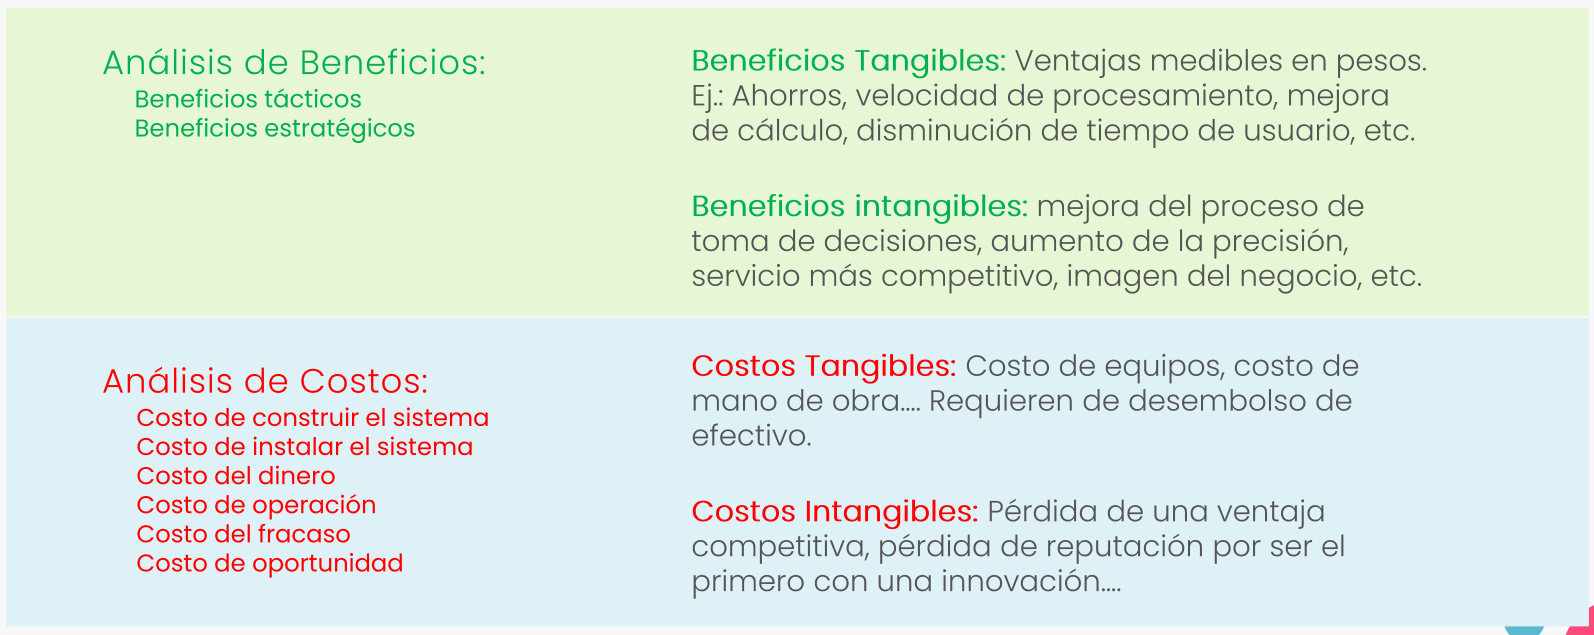 Análisis de Beneficios:
Beneficios tácticos
Beneficios estratégicos
Beneficios Tangibles: Ventajas medibles en pesos.
Ej.: Ahorros, velocidad de procesamiento, mejora
de cálculo, disminución de tiempo de usuario, etc.
Beneficios intangibles: mejora del proceso de
toma de decisiones, aumento de la precisión,
servicio más competitivo, imagen del negocio, etc.
Análisis de Costos:
Costo de construir el sistema
Costo de instalar el sistema
Costo del dinero
Costo de operación
Costo del fracaso
Costo de oportunidad
Costos Tangibles: Costo de equipos, costo de
mano de obra.... Requieren de desembolso de
efectivo.
Costos Intangibles: Pérdida de una ventaja
competitiva, pérdida de reputación por ser el
primero con una innovación....